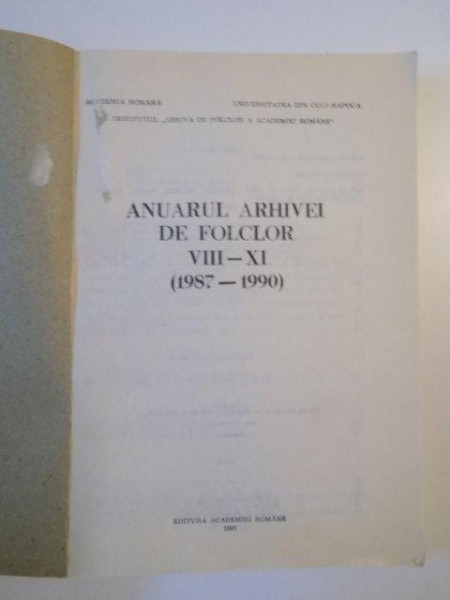 ACADEMIA ROMÂNĂ UNIVERSITATEA DIN CLUJ-NAPOCA
INSTITUTUL „ARHIVA DE FOLCLOR A ACADEMIEI ROMÂNE”
ANUARUL ARHIVEI
DE FOLCLOR
VIII — XI
(1987 — 1990)
EDITURA ACADEMIEI ROMÂNE